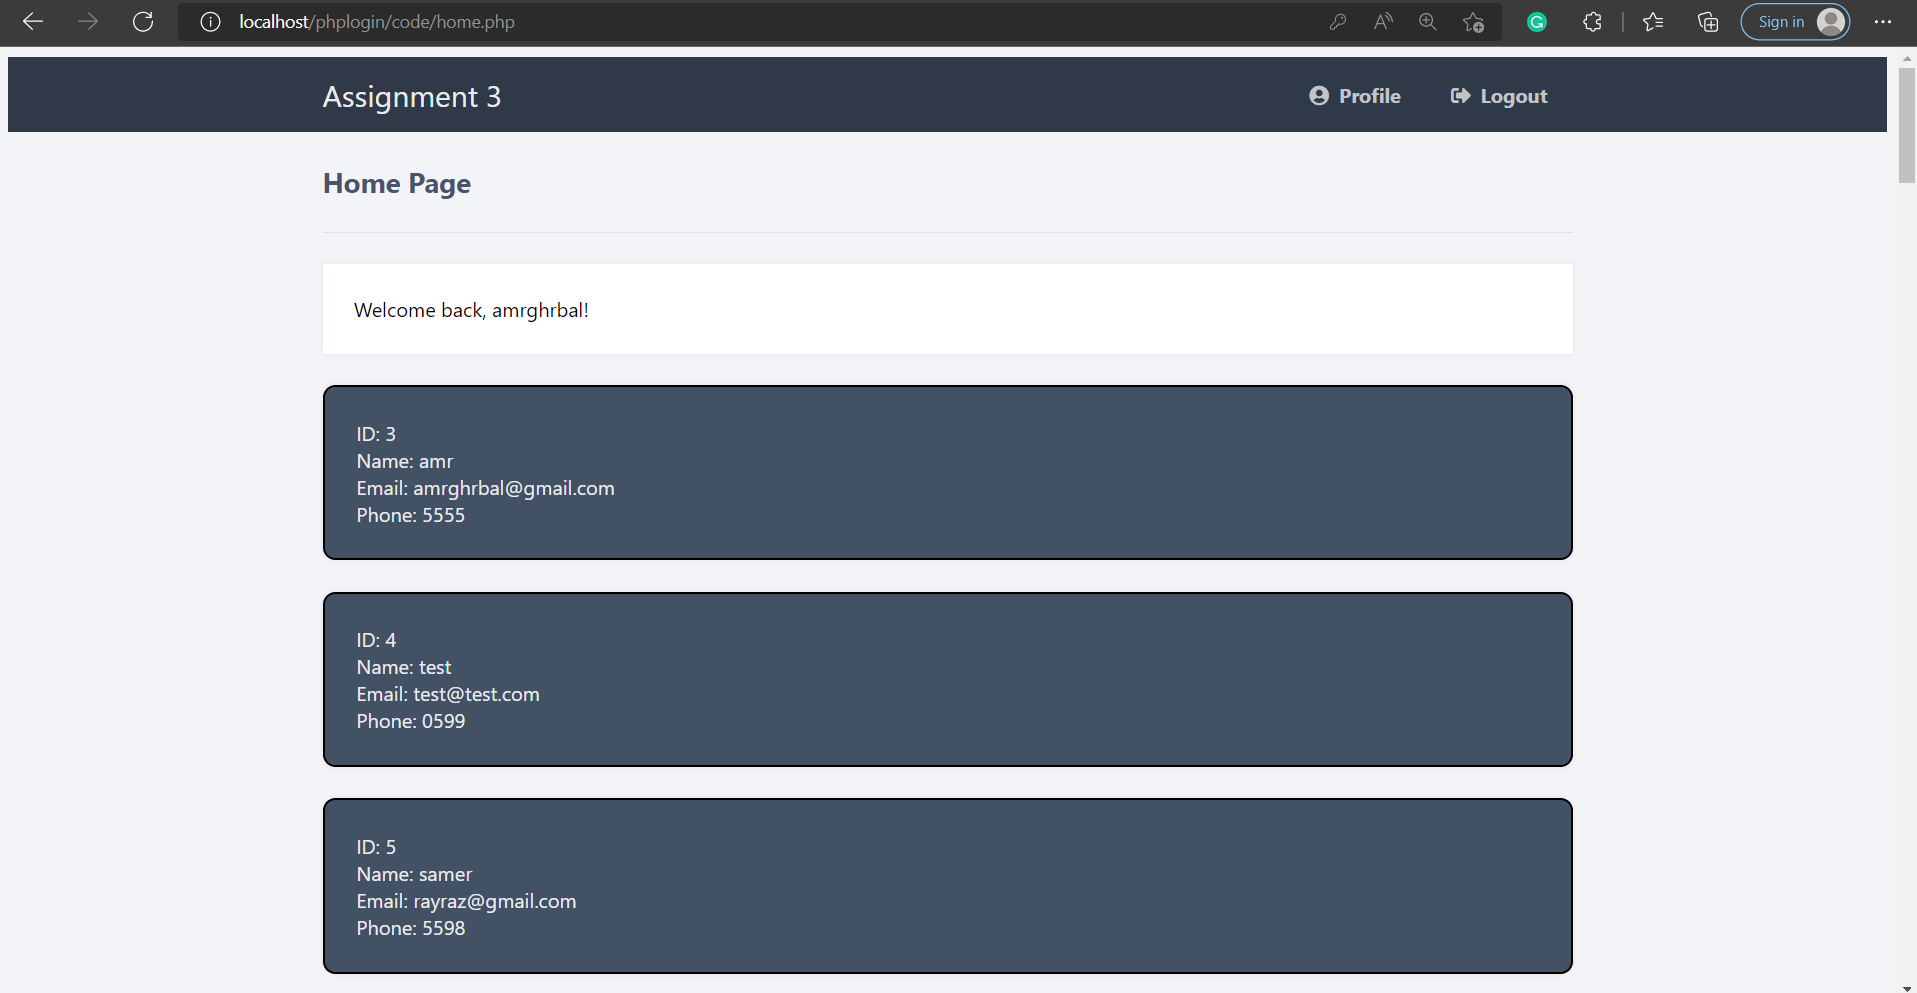 localhost/phplogin/code/home.php
Sign in
Assignment 3
Profile
Logout
Home Page
Welcome back, amrghrbal!
ID: 3
Name: amr
Email: amrghrbal@gmail.com
Phone: 5555
ID: 4
Name: test
Email: test@test.com
Phone: 0599
ID: 5
Name: samer
Email: rayraz@gmail.com
Phone: 5598